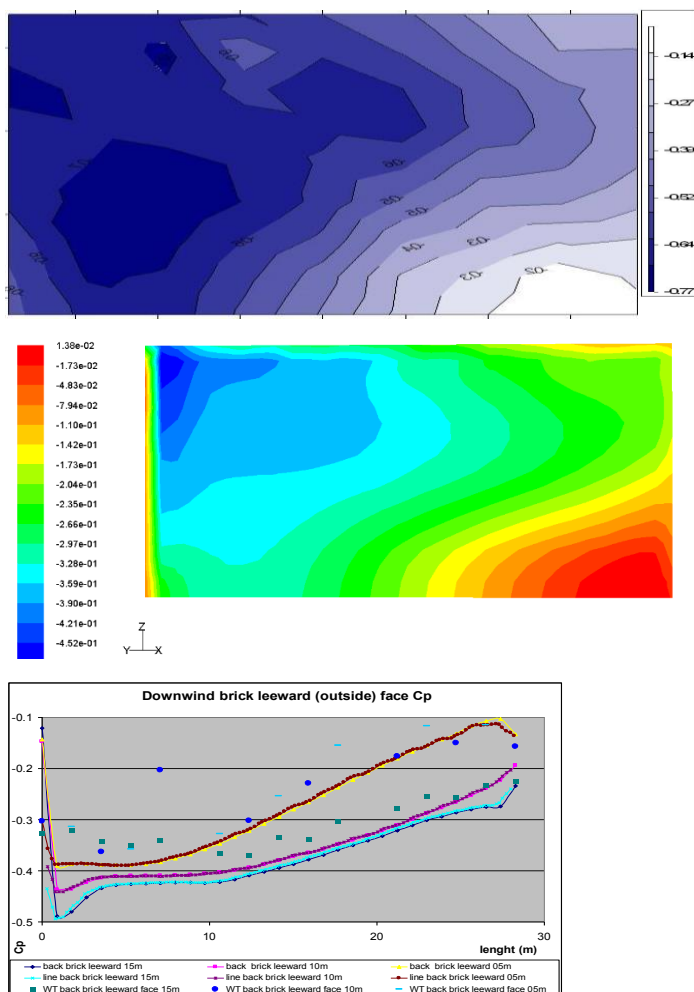 -0.14
-0.27
-0.39
-0.52
-0.64
-0.77
1.38e-02
-1.73e-02
-4.83e-02
-7.94e-02
-1.10e-01
-1.42e-01
-1.73e-01
-2.04e-01
-2.35e-01
-2.66e-01
-2.97e-01
-3.28e-01
-3.59e-01
-3.90e-01
-4.21e-01
-4.52e-01
Z
Y X
Downwind brick leeward (outside) face Cp
-0.1
-0.2
-0.3
-0.4
-0.5
0 10 20 30
Cp
lenght (m)
back brick leeward 15m back brick leeward 10m back brick leeward 05m
line back brick leeward 15m line back brick leeward 10m line back brick leeward 05m
WT back brick leeward face 15m WT back brick leeward face 10m WT back brick leeward face 05m